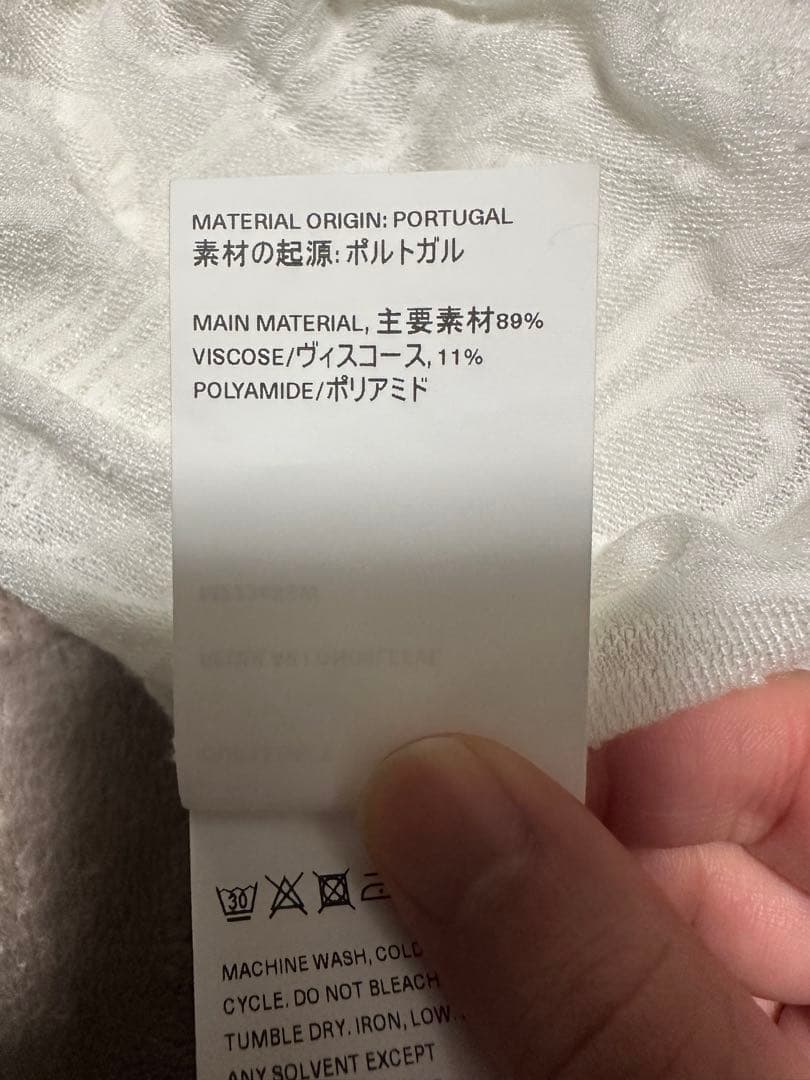 MATERIAL ORIGIN: PORTUGAL
素材の起源: ポルトガル
MAIN MATERIAL, 主要素材89%
VISCOSE/ヴィスコース, 11%
POLYAMIDE/ポリアミド
30
MACHINE WASH, COLD
CYCLE. DO NOT BLEACH
TUMBLE DRY. IRON, LOW.
ANY SOLVENT EXCEPT